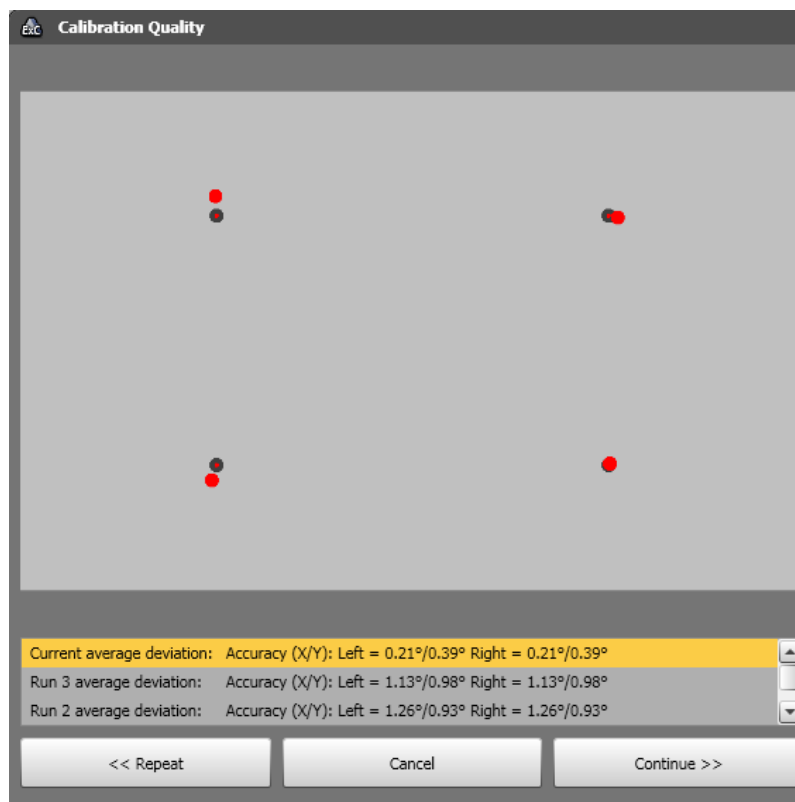 EXC Calibration Quality
Current average deviation: Accuracy (X/Y): Left = 0.21°/0.39° Right = 0.21°/0.39°
Run 3 average deviation: Accuracy (X/Y): Left = 1.13°/0.98° Right = 1.13°/0.98°
Run 2 average deviation: Accuracy (X/Y): Left = 1.26°/0.93° Right = 1.26°/0.93°
<< Repeat Cancel Continue >>